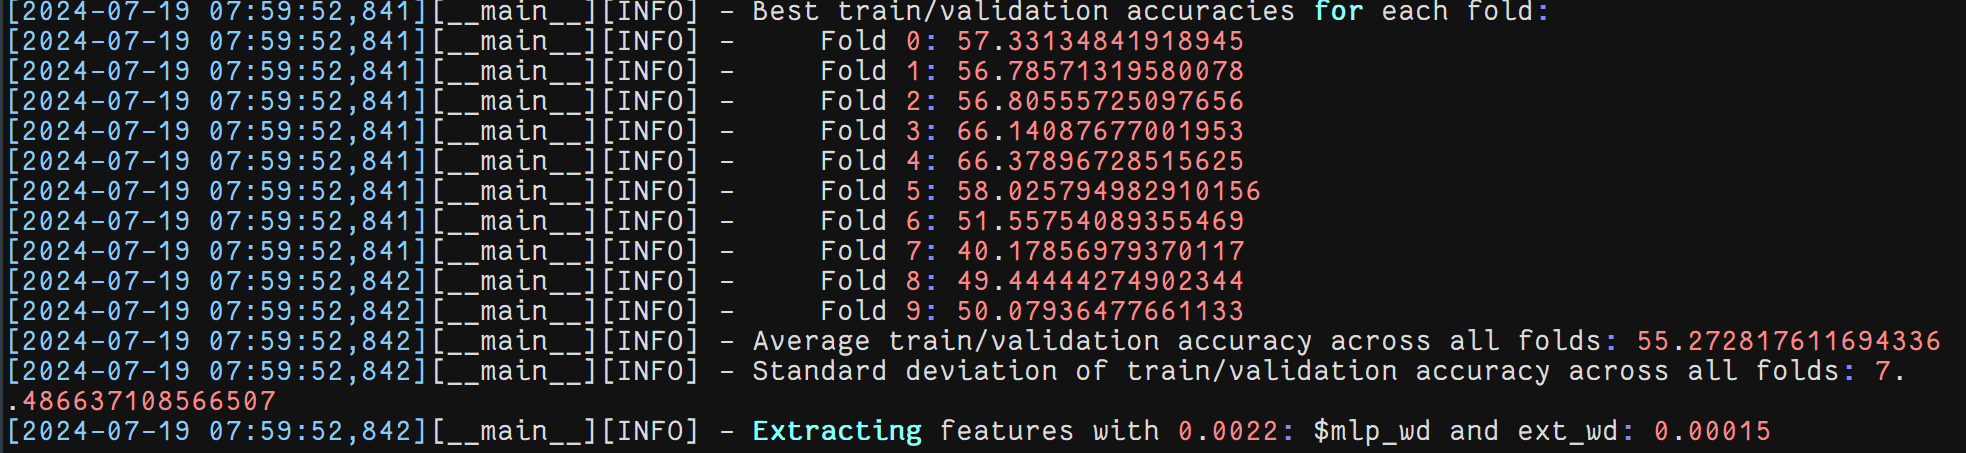 [2024-07-19 07:59:52,841][__main__][INFO] - Best train/validation accuracies for each fold:
[2024-07-19 07:59:52,841][__main__][INFO] -     Fold 0: 57.33134841918945
[2024-07-19 07:59:52,841][__main__][INFO] -     Fold 1: 56.78571319580078
[2024-07-19 07:59:52,841][__main__][INFO] -     Fold 2: 56.80555725097656
[2024-07-19 07:59:52,841][__main__][INFO] -     Fold 3: 66.14087677001953
[2024-07-19 07:59:52,841][__main__][INFO] -     Fold 4: 66.37896728515625
[2024-07-19 07:59:52,841][__main__][INFO] -     Fold 5: 58.025794982910156
[2024-07-19 07:59:52,841][__main__][INFO] -     Fold 6: 51.55754089355469
[2024-07-19 07:59:52,841][__main__][INFO] -     Fold 7: 40.17856979370117
[2024-07-19 07:59:52,842][__main__][INFO] -     Fold 8: 49.44444274902344
[2024-07-19 07:59:52,842][__main__][INFO] -     Fold 9: 50.07936477661133
[2024-07-19 07:59:52,842][__main__][INFO] - Average train/validation accuracy across all folds: 55.272817611694336
[2024-07-19 07:59:52,842][__main__][INFO] - Standard deviation of train/validation accuracy across all folds: 7.
.486637108566507
[2024-07-19 07:59:52,842][__main__][INFO] - Extracting features with 0.0022: $mlp_wd and ext_wd: 0.00015